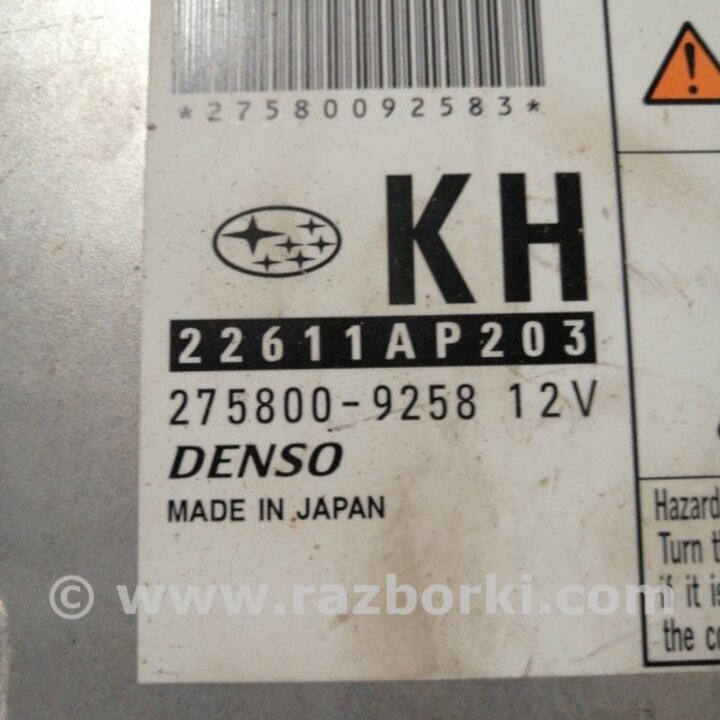 *27580092583*
KH
22611AP203
275800-9258 12V
DENSO
MADE IN JAPAN
Hazard
Turn
if it is
the
© www.razborki.com